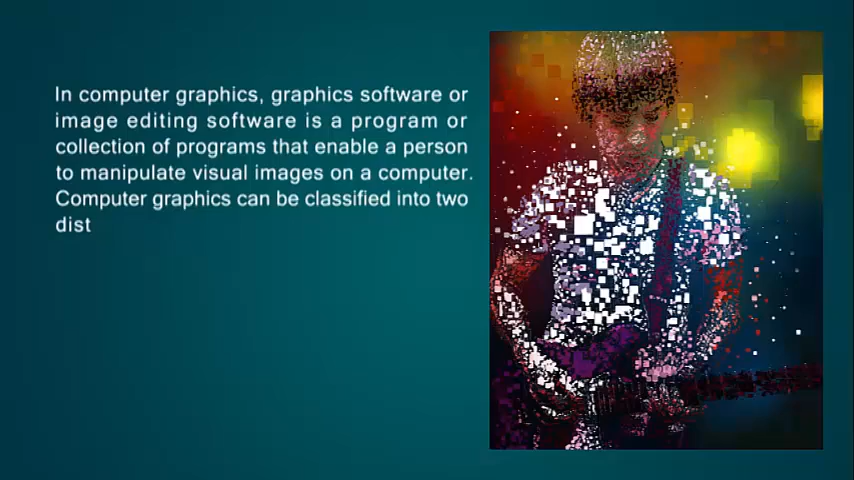 In computer graphics, graphics software or
image editing software is a program or
collection of programs that enable a person
to manipulate visual images on a computer.
Computer graphics can be classified into two
dist